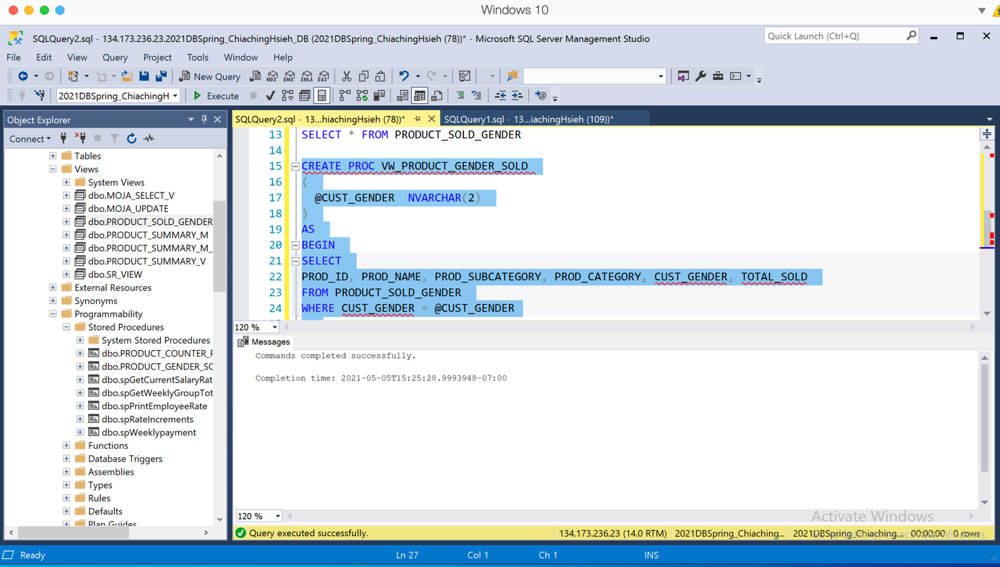 Windows 10
SQLQuery2.sql - 134.173.236.23.2021DBSpring_ChiachingHsieh_DB (2021DBSpring_ChiachingHsieh (78))* - Microsoft SQL Server Management Studio
Quick Launch (Ctrl+Q)
File Edit View Query Project Tools Window Help
MDX DMX XMLA DAX
New Query
2021DBSpring_ChiachingH
Execute
Object Explorer
SQLQuery2.sql - 13...hiachingHsieh (78))*
SQLQuery1.sql - 13...iachingHsieh (109))*
Connect
Tables
Views
System Views
dbo.MOJA_SELECT_V
dbo.MOJA_UPDATE
dbo.PRODUCT_SOLD_GENDER
dbo.PRODUCT_SUMMARY_M
dbo.PRODUCT_SUMMARY_M_
dbo.PRODUCT_SUMMARY_V
dbo.SR_VIEW
External Resources
Synonyms
Programmability
Stored Procedures
System Stored Procedures
dbo.PRODUCT_COUNTER_F
dbo.PRODUCT_GENDER_SC
dbo.spGetCurrentSalaryRat
dbo.spGetWeeklyGroupTot
dbo.spPrintEmployeeRate
dbo.spRateIncrements
dbo.spWeeklypayment
Functions
Database Triggers
Assemblies
Types
Rules
Defaults
Plan Guides
13 SELECT * FROM PRODUCT_SOLD_GENDER
14
15 CREATE PROC VW_PRODUCT_GENDER_SOLD
16 (
17 @CUST_GENDER NVARCHAR(2)
18 )
19 AS
20 BEGIN
21 SELECT
22 PROD_ID, PROD_NAME, PROD_SUBCATEGORY, PROD_CATEGORY, CUST_GENDER, TOTAL_SOLD
23 FROM PRODUCT_SOLD_GENDER
24 WHERE CUST_GENDER = @CUST_GENDER
120 %
Messages
Commands completed successfully.
Completion time: 2021-05-05T15:25:28.9993948-07:00
120 %
Activate Windows
Query executed successfully.
134.173.236.23 (14.0 RTM)
2021DBSpring_Chiaching...
2021DBSpring_Chiaching...
00:00:00
0 rows
Ready
Ln 27
Col 1
Ch 1
INS